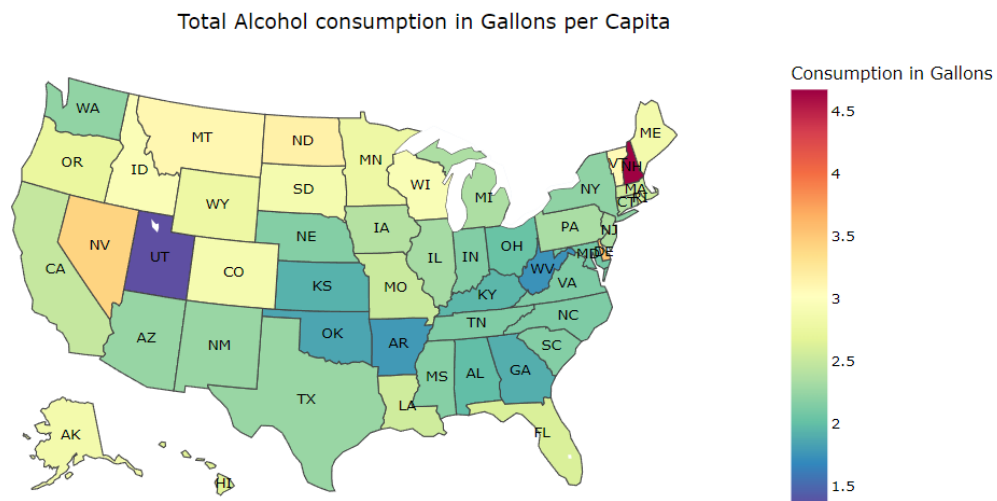 Total Alcohol consumption in Gallons per Capita
Consumption in Gallons
4.5
4
3.5
3
2.5
2
1.5
WA
MT
ND
MN
ME
OR
ID
WI
VT
NH
SD
MI
NY
MA
WY
CT
RI
IA
PA
NJ
NE
OH
NV
UT
IL
IN
MD
DE
CA
CO
WV
KS
MO
VA
KY
NC
TN
OK
AZ
AR
NM
SC
MS
AL
GA
TX
LA
AK
FL
HI